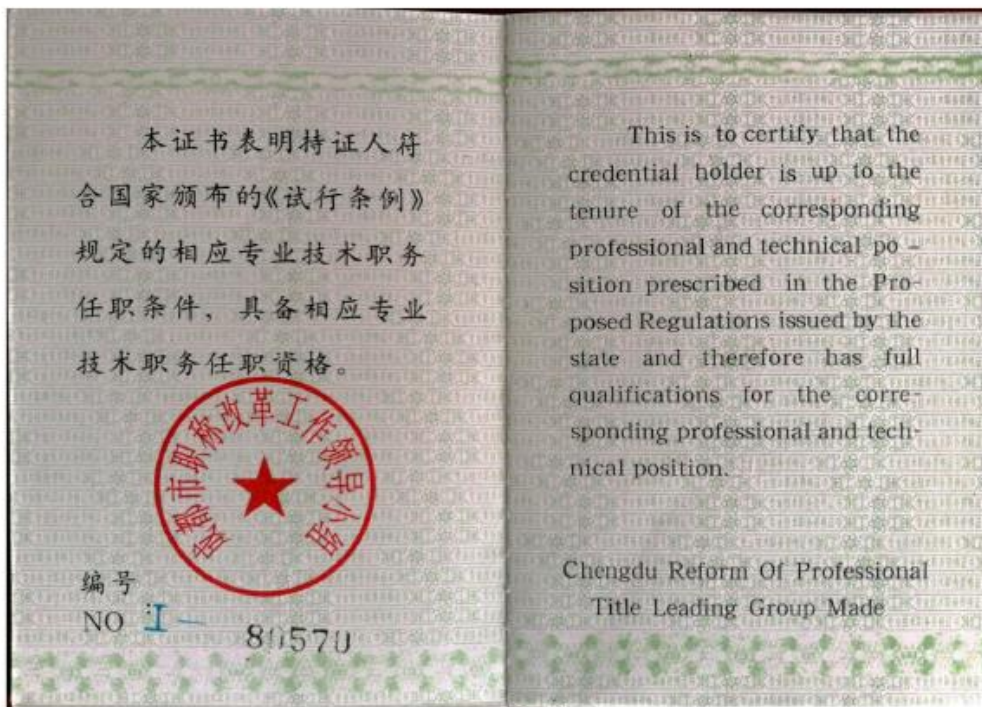 本证书表明持证人符
合国家颁布的《试行条例》
规定的相应专业技术职务
任职条件，具备相应专业
技术职务任职资格。
成都市职称改革工作领导小组
编号
NO 江一 80570
This is to certify that the
credential holder is up to the
tenure of the corresponding
professional and technical po-
sition prescribed in the Pro-
posed Regulations issued by the
state and therefore has full
qualifications for the corre-
sponding professional and tech-
nical position.
Chengdu Reform Of Professional
Title Leading Group Made